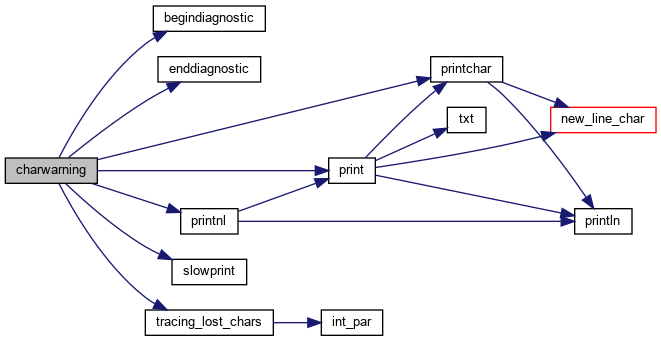 begindiagnostic
enddiagnostic
printchar
txt
new_line_char
charwarning
print
printnl
println
slowprint
tracing_lost_chars
int_par